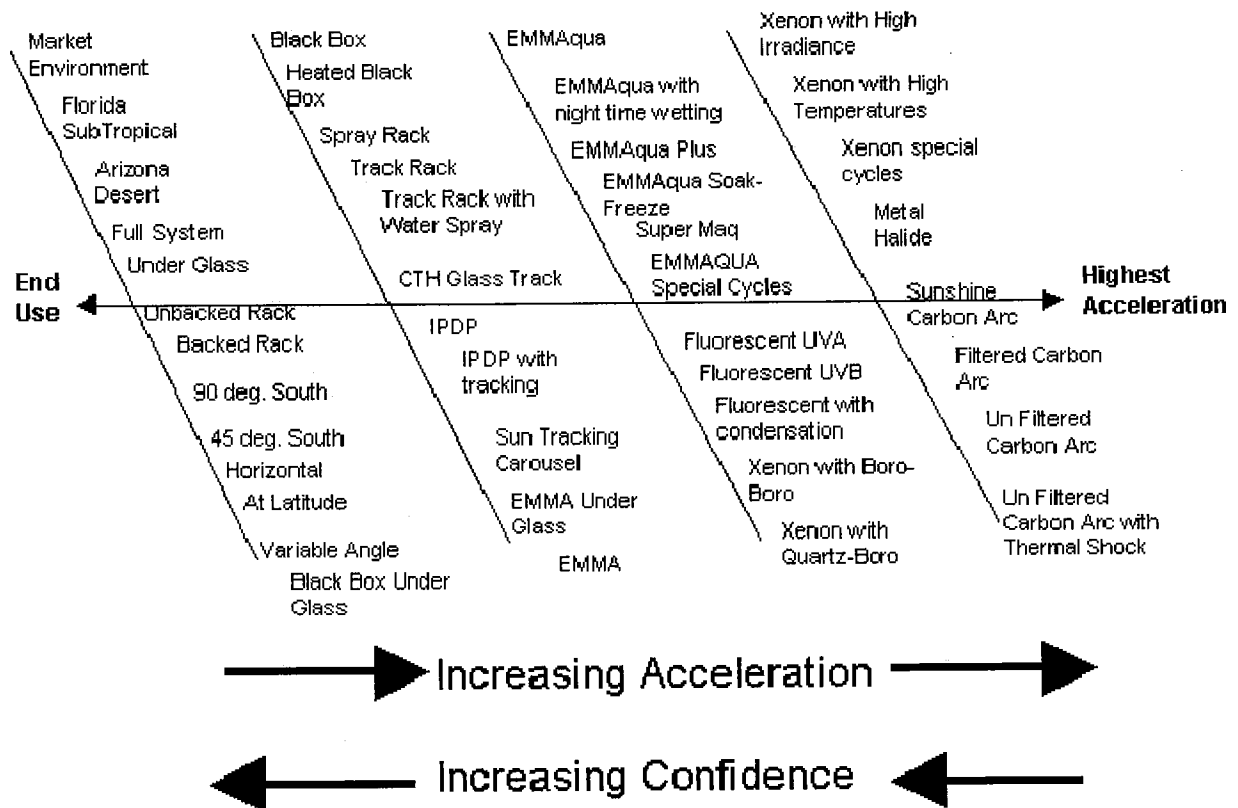 Market
Environment
Florida
SubTropical
Arizona
Desert
Full System
Under Glass
Unbacked Rack
Backed Rack
90 deg. South
45 deg. South
Horizontal
At Latitude
Variable Angle
Black Box Under
Glass
Black Box
Heated Black
Box
Spray Rack
Track Rack
Track Rack with
Water Spray
CTH Glass Track
IPDP
IPDP with
tracking
Sun Tracking
Carousel
EMMA Under
Glass
EMMA
EMMAqua
EMMAqua with
night time wetting
EMMAqua Plus
EMMAqua Soak-
Freeze
Super Maq
EMMAQUA
Special Cycles
Fluorescent UVA
Fluorescent UVB
Fluorescent with
condensation
Xenon with Boro-
Boro
Xenon with
Quartz-Boro
Xenon with High
Irradiance
Xenon with High
Temperatures
Xenon special
cycles
Metal
Halide
Sunshine
Carbon Arc
Filtered Carbon
Arc
Un Filtered
Carbon Arc
Un Filtered
Carbon Arc with
Thermal Shock
End
Use
Highest
Acceleration
Increasing Acceleration
Increasing Confidence